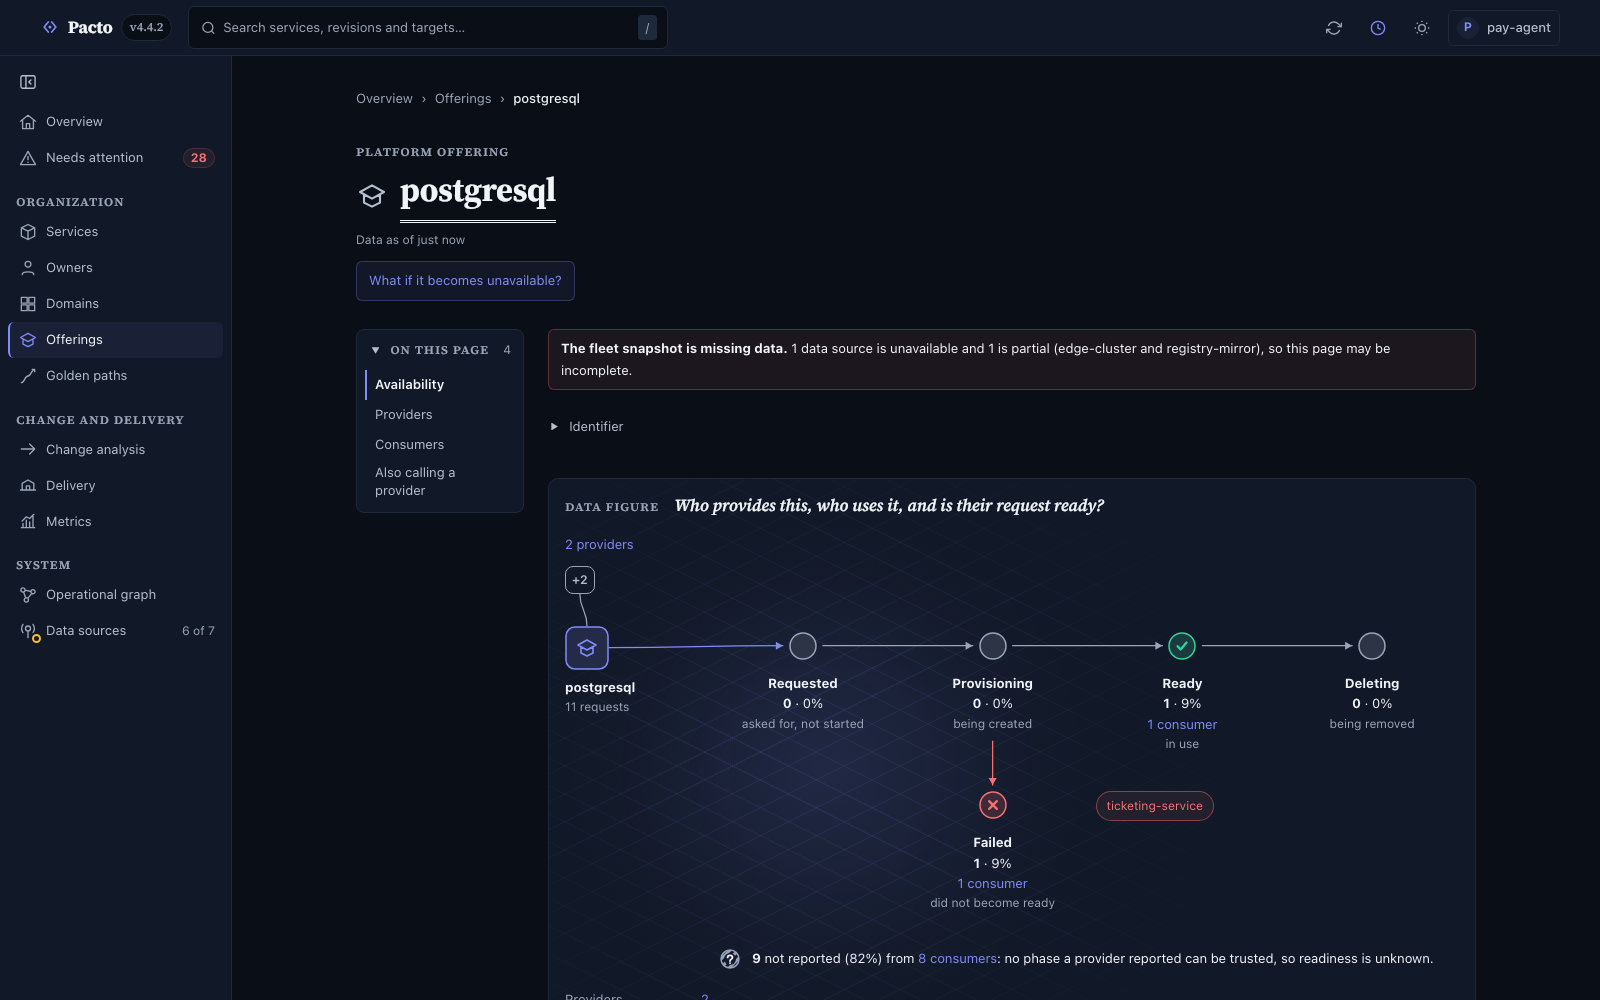 Pacto
v4.4.2
Search services, revisions and targets...
/
P
pay-agent
Overview
Needs attention
28
ORGANIZATION
Services
Owners
Domains
Offerings
Golden paths
CHANGE AND DELIVERY
Change analysis
Delivery
Metrics
SYSTEM
Operational graph
Data sources
6 of 7
Overview › Offerings › postgresql
PLATFORM OFFERING
postgresql
Data as of just now
What if it becomes unavailable?
ON THIS PAGE 4
Availability
Providers
Consumers
Also calling a
provider
The fleet snapshot is missing data. 1 data source is unavailable and 1 is partial (edge-cluster and registry-mirror), so this page may be
incomplete.
Identifier
DATA FIGURE Who provides this, who uses it, and is their request ready?
2 providers
+2
postgresql
11 requests
Requested
0 · 0%
asked for, not started
Provisioning
0 · 0%
being created
Ready
1 · 9%
1 consumer
in use
Deleting
0 · 0%
being removed
ticketing-service
Failed
1 · 9%
1 consumer
did not become ready
? 9 not reported (82%) from 8 consumers: no phase a provider reported can be trusted, so readiness is unknown.
Providers 2